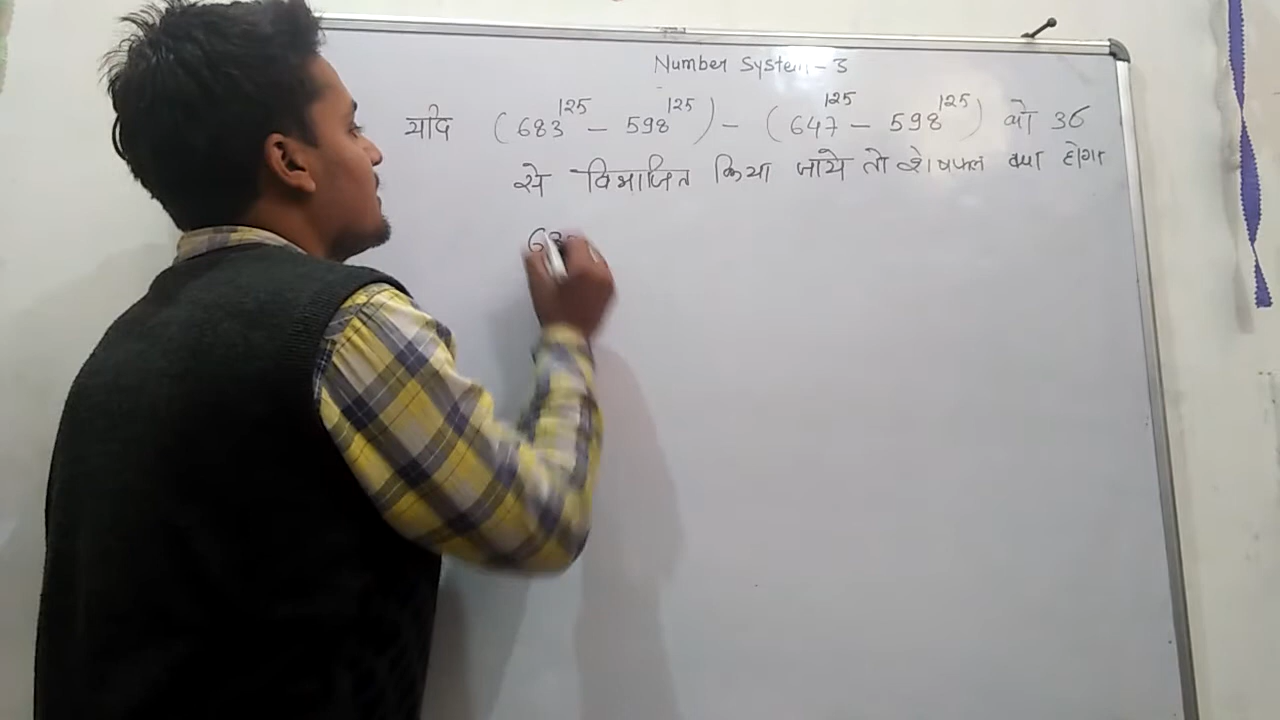 Number System - 3
यदि (683¹²⁵ - 598¹²⁵) - (647¹²⁵ - 598¹²⁵) को 36
से विभाजित किया जाये तो शेषफल क्या होगा